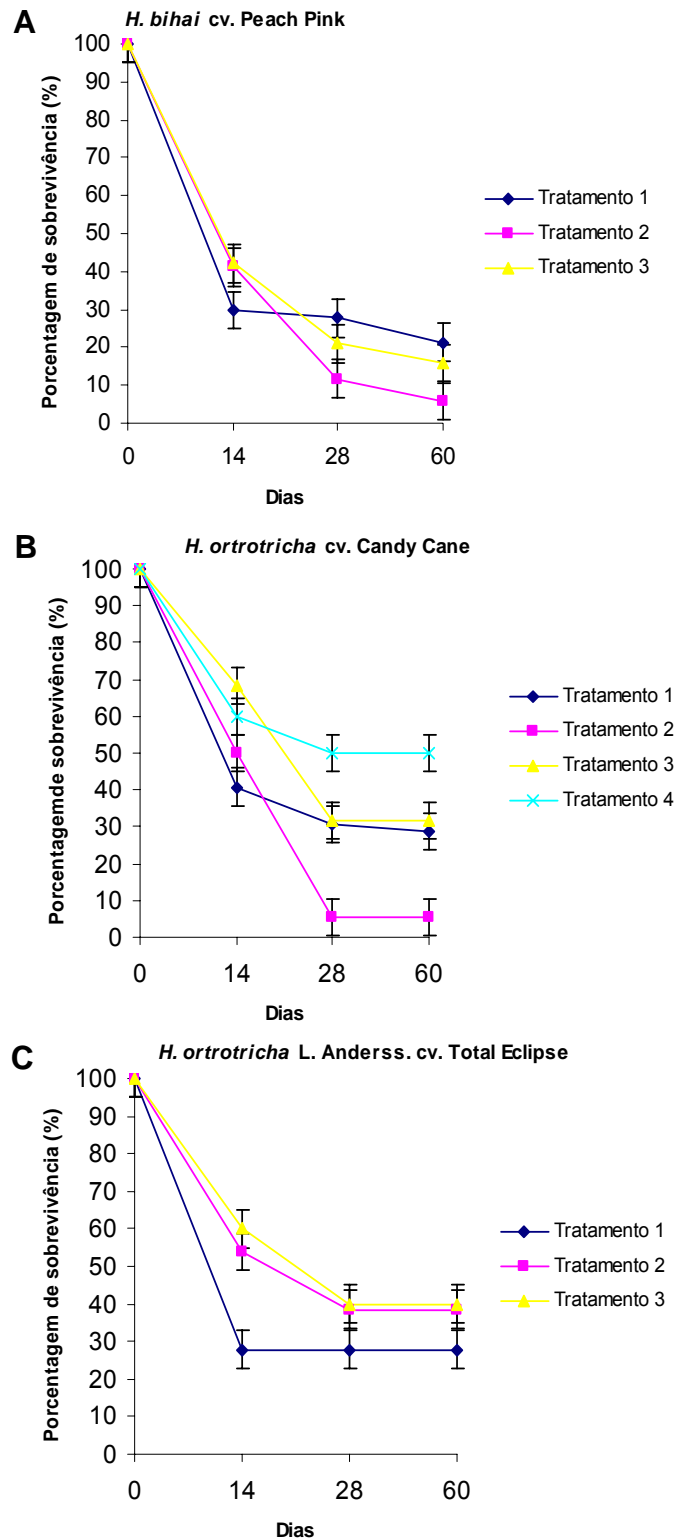 A
H. bihai cv. Peach Pink
Porcentagem de sobrevivência (%)
100
90
80
70
60
50
40
30
20
10
0
0 14 28 60
Dias
Tratamento 1
Tratamento 2
Tratamento 3
B
H. ortrotricha cv. Candy Cane
Porcentagemde sobrevivência (%)
100
90
80
70
60
50
40
30
20
10
0
0 14 28 60
Dias
Tratamento 1
Tratamento 2
Tratamento 3
Tratamento 4
C
H. ortrotricha L. Anderss. cv. Total Eclipse
Porcentagem de sobrevivência (%)
100
90
80
70
60
50
40
30
20
10
0
0 14 28 60
Dias
Tratamento 1
Tratamento 2
Tratamento 3